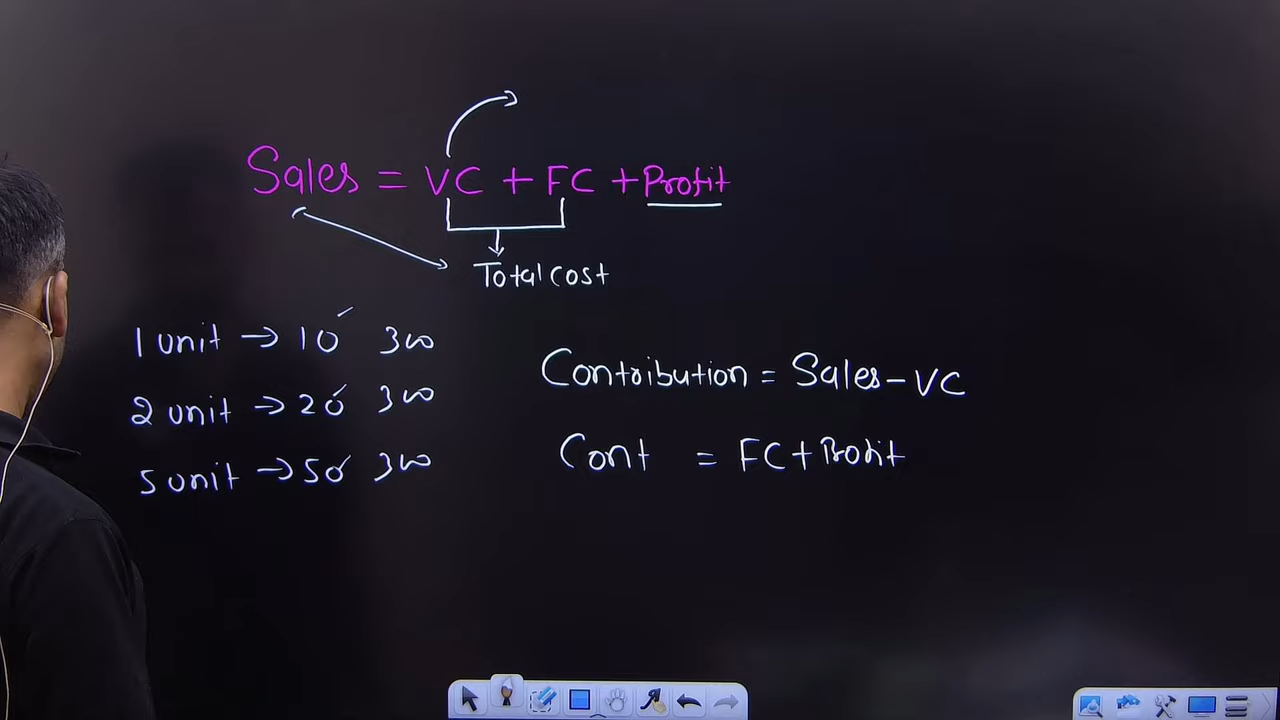 Sales = VC + FC + Profit
Total cost
1 unit → 10 300
2 unit → 20 300
5 unit → 50 300
Contribution = Sales - VC
Cont = FC + Profit